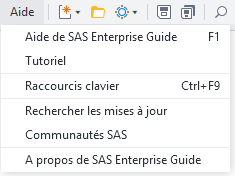 Aide
Aide de SAS Enterprise Guide F1
Tutoriel
Raccourcis clavier Ctrl+F9
Rechercher les mises à jour
Communautés SAS
A propos de SAS Enterprise Guide